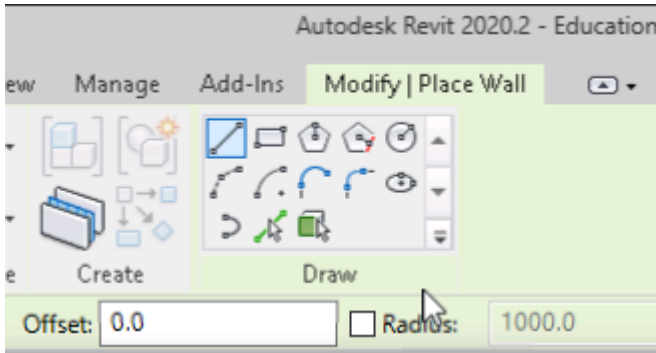 Autodesk Revit 2020.2 - Education
ew Manage Add-Ins Modify | Place Wall
e Create Draw
Offset: 0.0 Radius: 1000.0